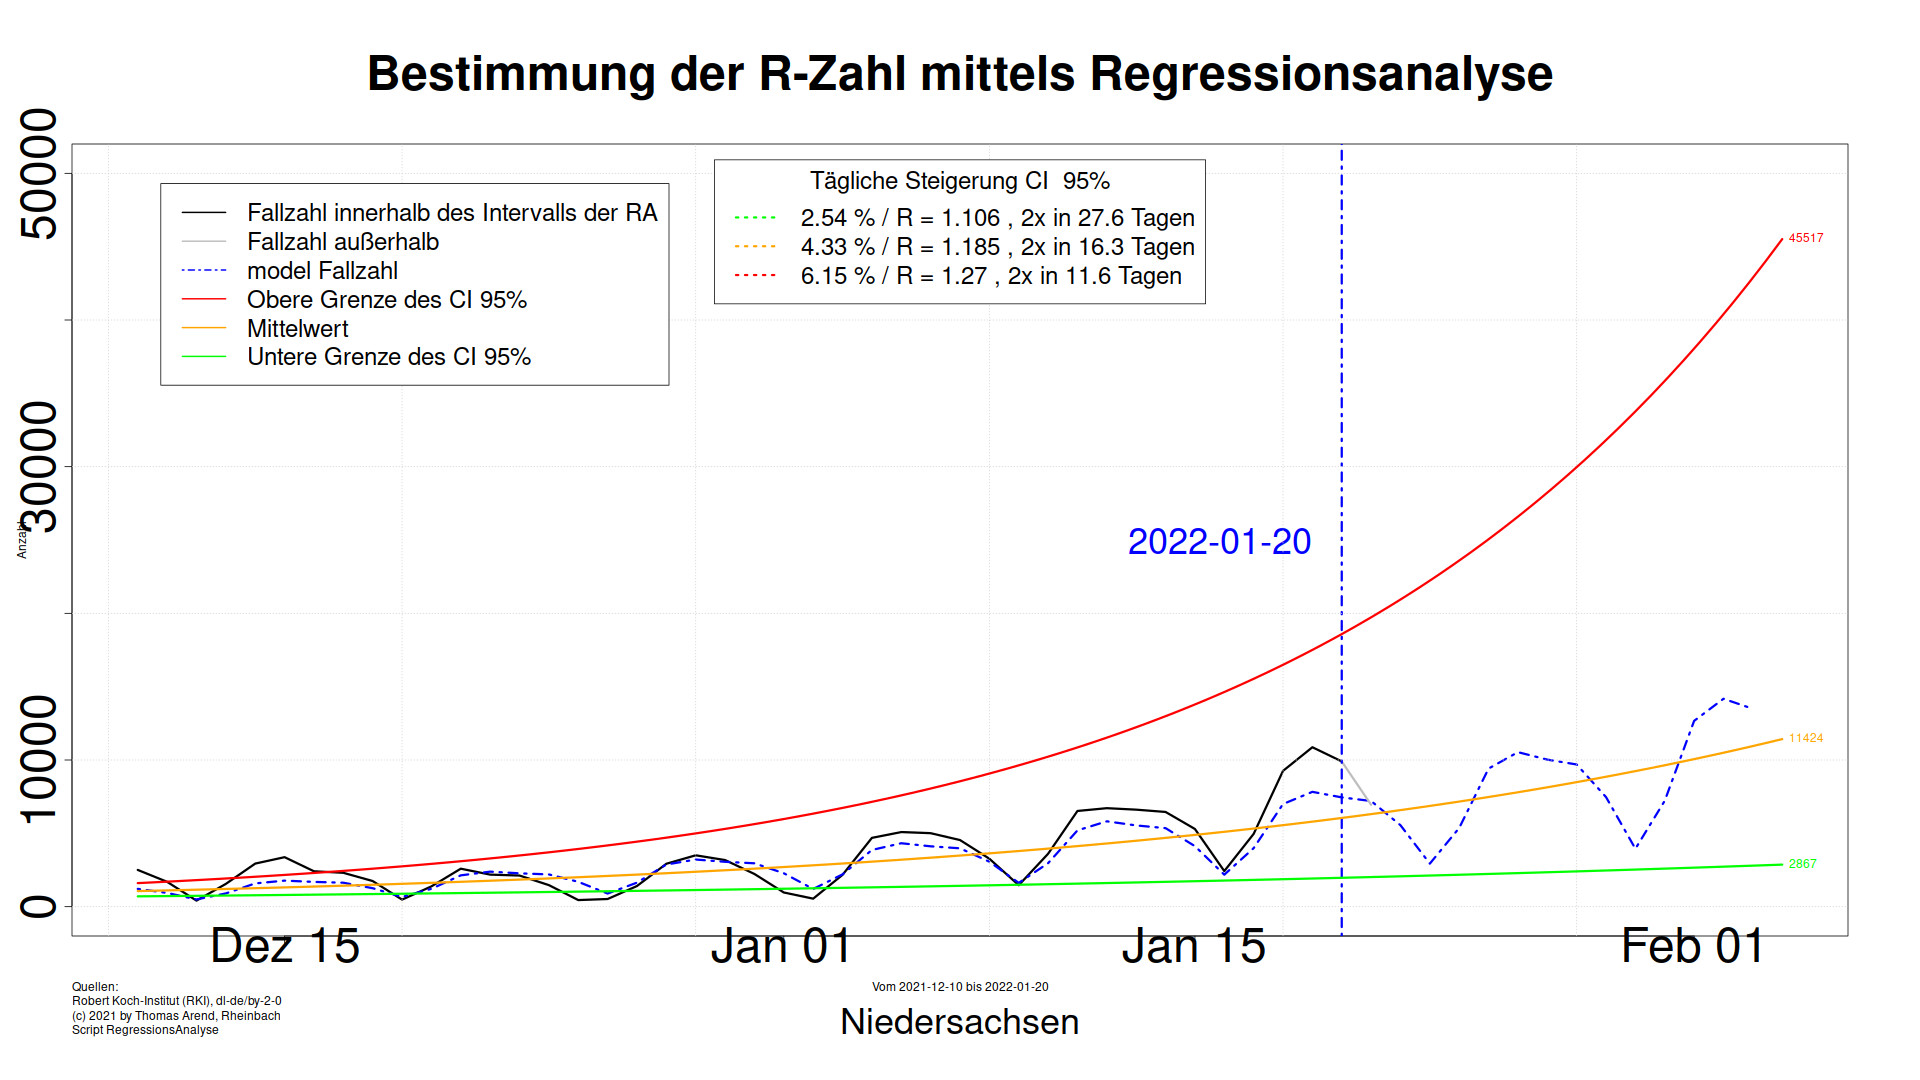 Bestimmung der R-Zahl mittels Regressionsanalyse
Anzahl
50000
30000
10000
0
Fallzahl innerhalb des Intervalls der RA
Fallzahl außerhalb
model Fallzahl
Obere Grenze des CI 95%
Mittelwert
Untere Grenze des CI 95%
Tägliche Steigerung CI  95%
2.54 % / R = 1.106 , 2x in 27.6 Tagen
4.33 % / R = 1.185 , 2x in 16.3 Tagen
6.15 % / R = 1.27 , 2x in 11.6 Tagen
45517
2022-01-20
11424
2867
Dez 15
Jan 01
Jan 15
Feb 01
Quellen:
Robert Koch-Institut (RKI), dl-de/by-2-0
(c) 2021 by Thomas Arend, Rheinbach
Script RegressionsAnalyse
Vom 2021-12-10 bis 2022-01-20
Niedersachsen